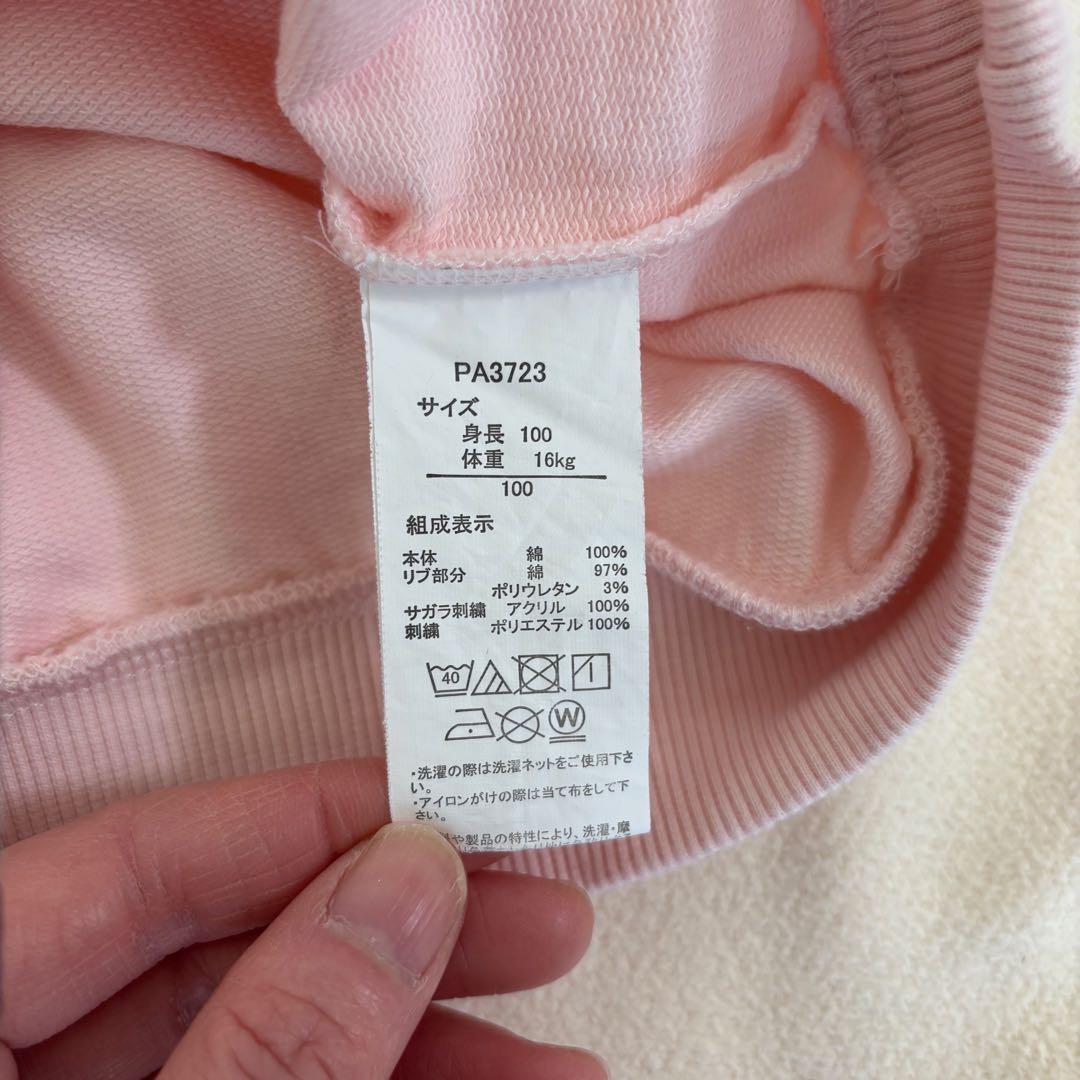 PA3723
サイズ
身長 100
体重 16kg
100
組成表示
本体 綿 100%
リブ部分 綿 97%
ポリウレタン 3%
サガラ刺繍 アクリル 100%
刺繍 ポリエステル 100%
40
W
・洗濯の際は洗濯ネットをご使用下さ
い。
・アイロンがけの際は当て布をして下
さい。
や製品の特性により、洗濯・摩